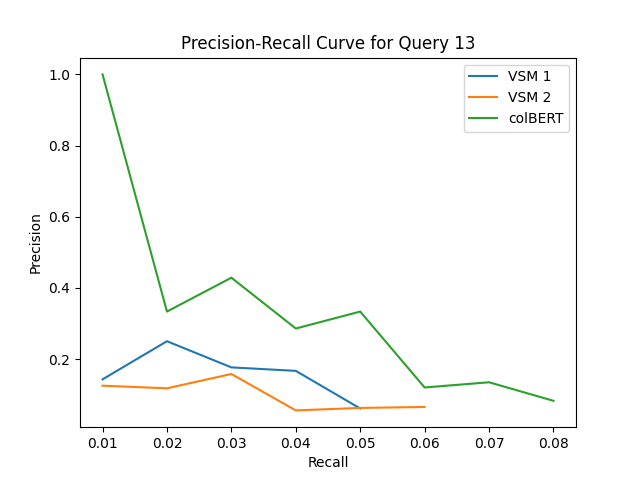 Precision-Recall Curve for Query 13
VSM 1
VSM 2
colBERT
1.0
0.8
0.6
0.4
0.2
Precision
0.01 0.02 0.03 0.04 0.05 0.06 0.07 0.08
Recall